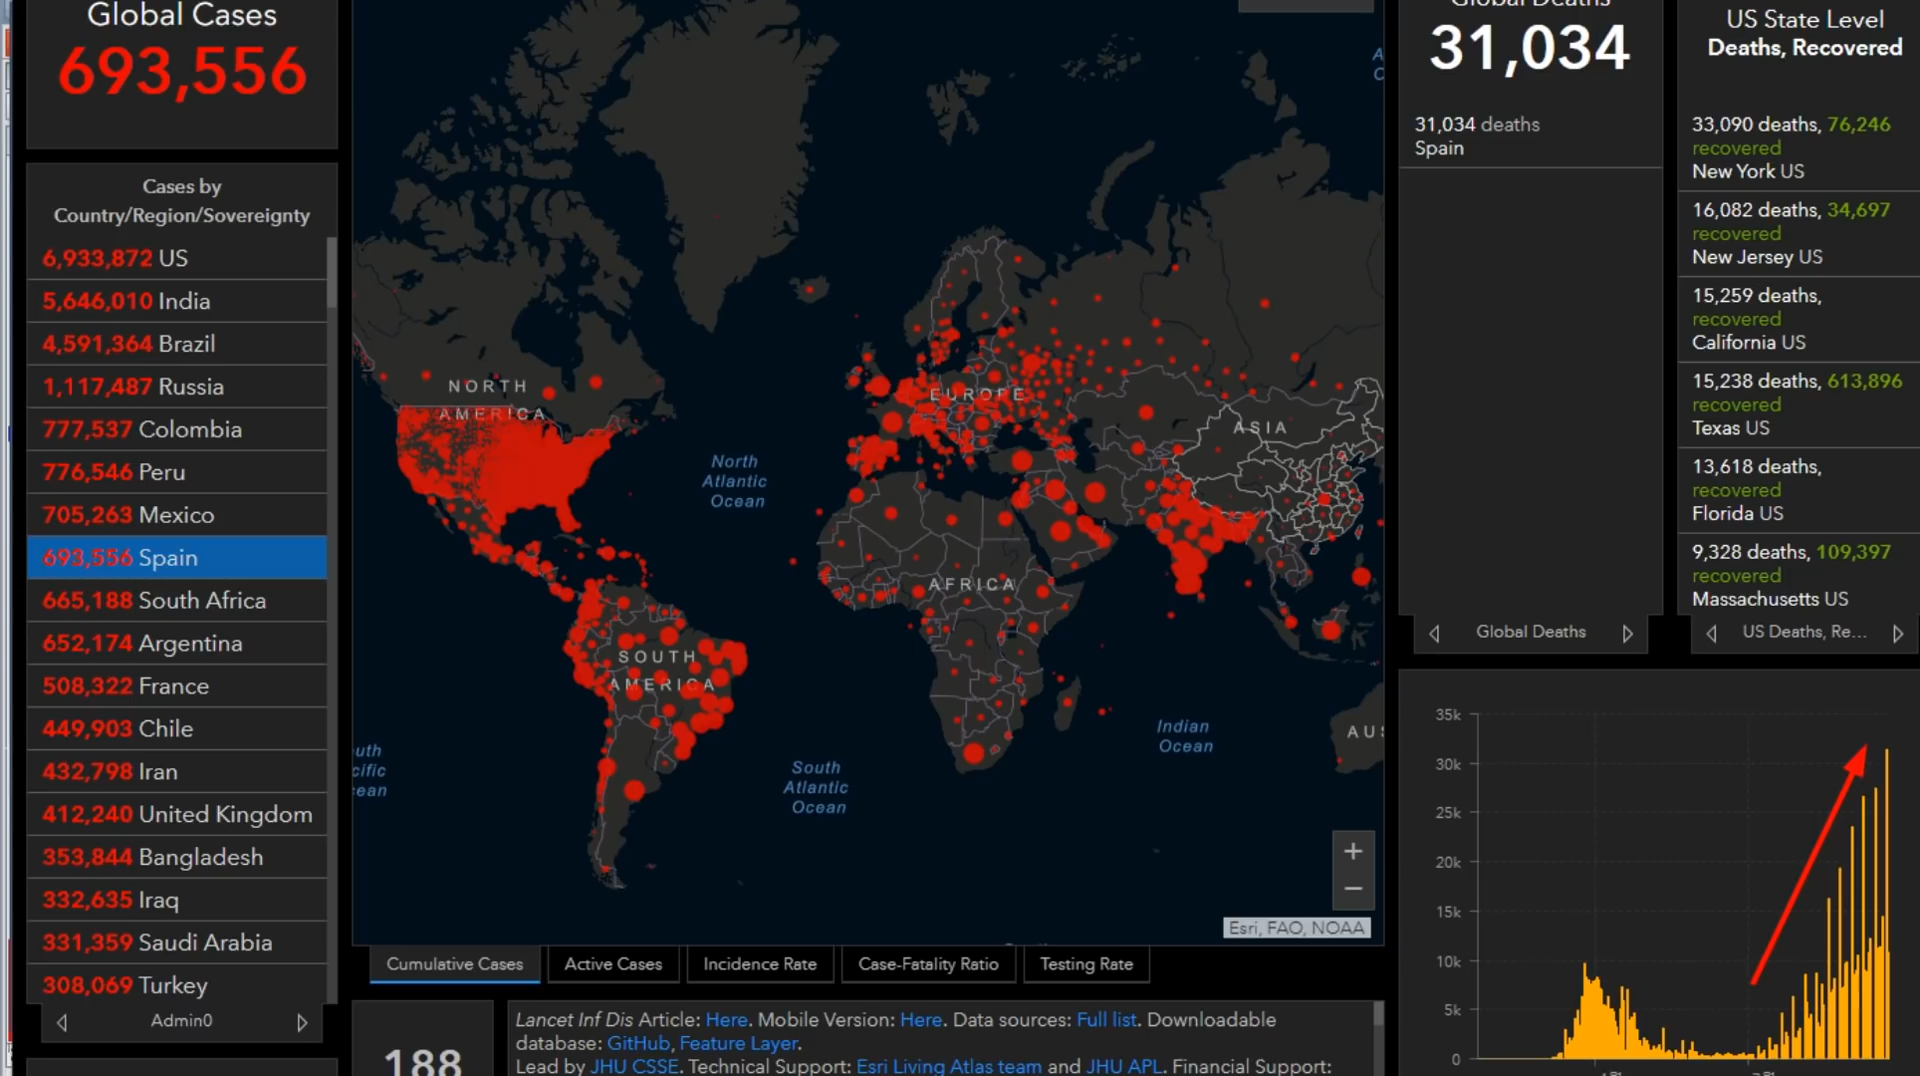 Global Cases
693,556
Cases by
Country/Region/Sovereignty
6,933,872 US
5,646,010 India
4,591,364 Brazil
1,117,487 Russia
777,537 Colombia
776,546 Peru
705,263 Mexico
693,556 Spain
665,188 South Africa
652,174 Argentina
508,322 France
449,903 Chile
432,798 Iran
412,240 United Kingdom
353,844 Bangladesh
332,635 Iraq
331,359 Saudi Arabia
308,069 Turkey
Admin0
NORTH
AMERICA
EUROPE
ASIA
North
Atlantic
Ocean
AFRICA
SOUTH
AMERICA
Indian
Ocean
South
Atlantic
Ocean
Esri, FAO, NOAA
Cumulative Cases
Active Cases
Incidence Rate
Case-Fatality Ratio
Testing Rate
188
Lancet Inf Dis Article: Here. Mobile Version: Here. Data sources: Full list. Downloadable
database: GitHub, Feature Layer.
Lead by JHU CSSE. Technical Support: Esri Living Atlas team and JHU APL. Financial Support:
Global Deaths
31,034
31,034 deaths
Spain
Global Deaths
US State Level
Deaths, Recovered
33,090 deaths, 76,246
recovered
New York US
16,082 deaths, 34,697
recovered
New Jersey US
15,259 deaths,
recovered
California US
15,238 deaths, 613,896
recovered
Texas US
13,618 deaths,
recovered
Florida US
9,328 deaths, 109,397
recovered
Massachusetts US
US Deaths, Re...
35k
30k
25k
20k
15k
10k
5k
0